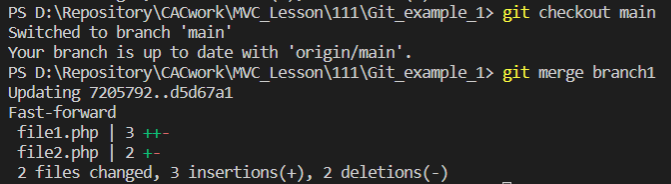 PS D:\Repository\CACwork\MVC_Lesson\111\Git_example_1> git checkout main
Switched to branch 'main'
Your branch is up to date with 'origin/main'.
PS D:\Repository\CACwork\MVC_Lesson\111\Git_example_1> git merge branch1
Updating 7205792..d5d67a1
Fast-forward
 file1.php | 3 ++-
 file2.php | 2 +-
 2 files changed, 3 insertions(+), 2 deletions(-)